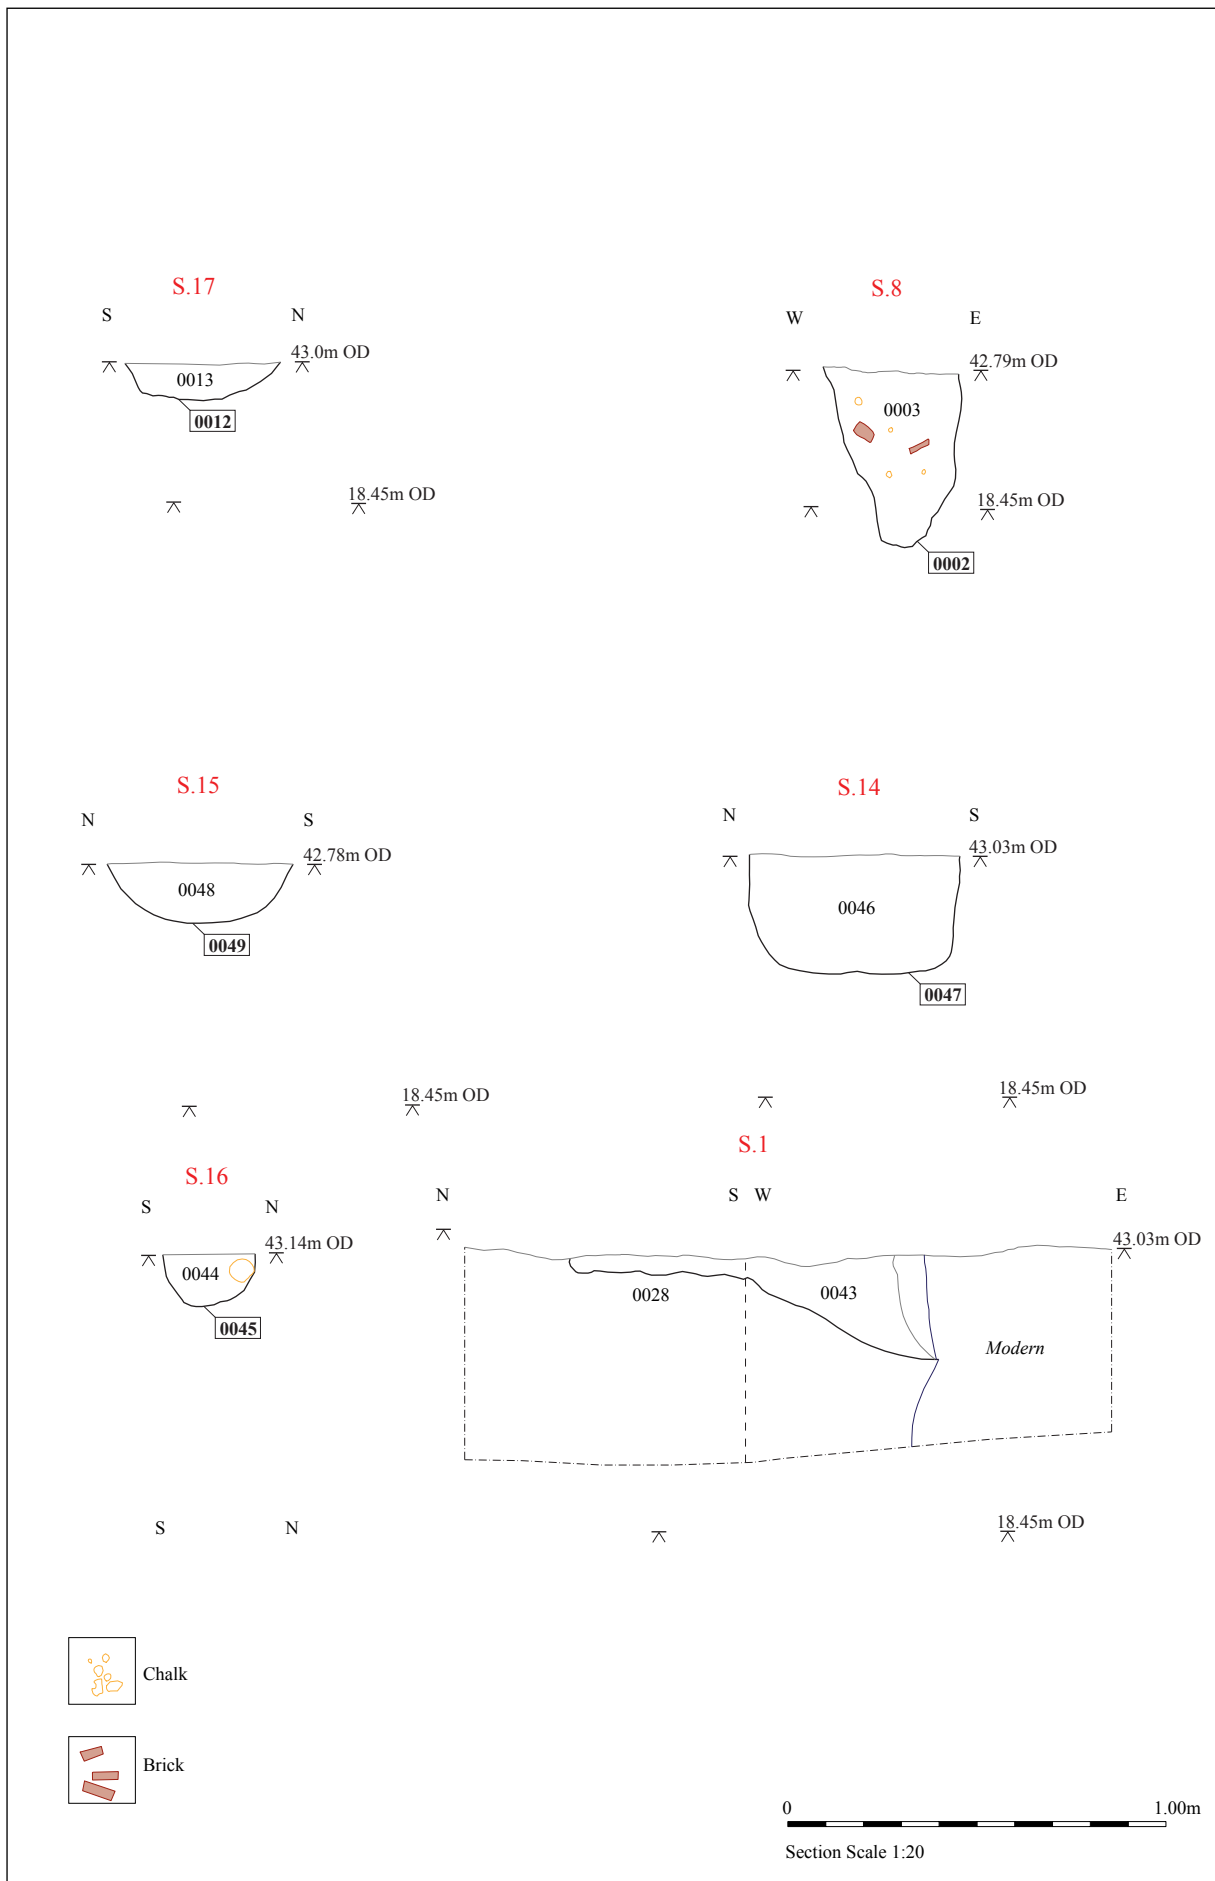 S.17
S N
43.0m OD
0013
0012
18.45m OD
S.8
W E
42.79m OD
0003
18.45m OD
0002
S.15
N S
42.78m OD
0048
0049
18.45m OD
S.14
N S
43.03m OD
0046
0047
18.45m OD
S.16
S N
43.14m OD
0044
0045
S N
S.1
N S W E
43.03m OD
0028 0043
Modern
18.45m OD
Chalk
Brick
0 1.00m
Section Scale 1:20